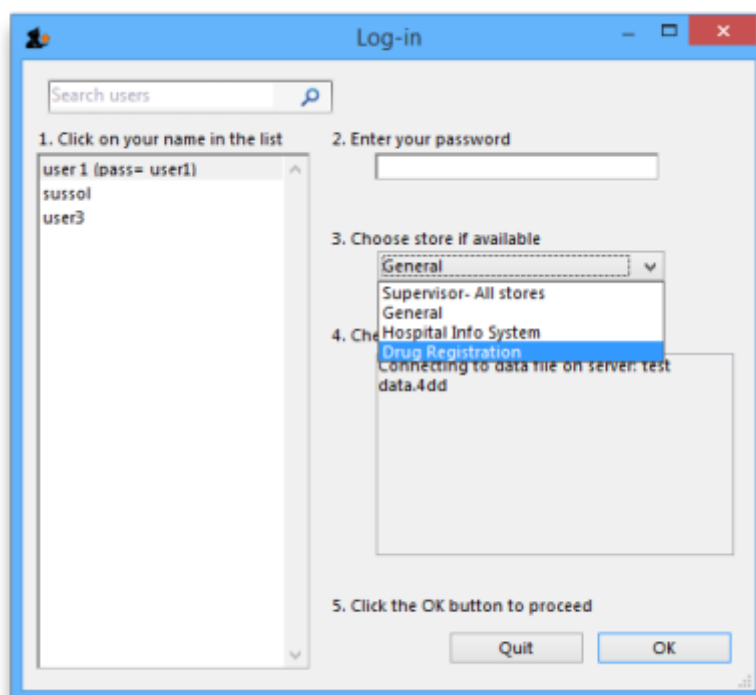 Log-in
Search users
1. Click on your name in the list
user 1 (pass= user1)
sussol
user3
2. Enter your password
3. Choose store if available
General
Supervisor- All stores
General
Hospital Info System
Drug Registration
4. Che
Connecting to data file on server: test
data.4dd
5. Click the OK button to proceed
Quit
OK